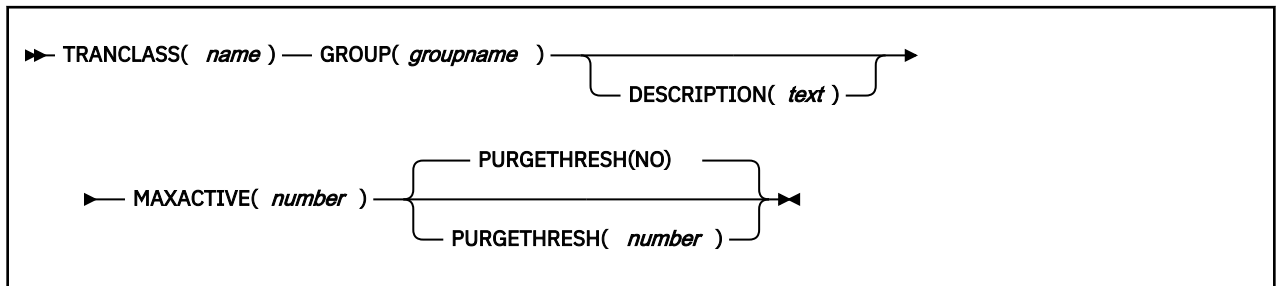 TRANCLASS( name ) GROUP( groupname )
DESCRIPTION( text )
PURGETHRESH(NO)
MAXACTIVE( number )
PURGETHRESH( number )